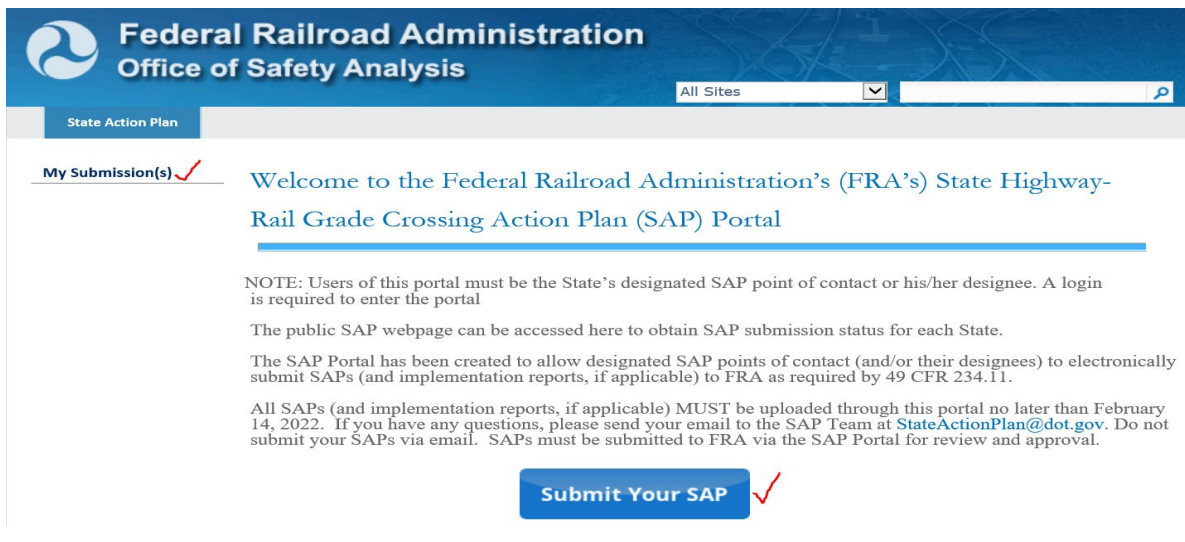 Federal Railroad Administration
Office of Safety Analysis
All Sites
State Action Plan
My Submission(s)
Welcome to the Federal Railroad Administration's (FRA's) State Highway-
Rail Grade Crossing Action Plan (SAP) Portal
NOTE: Users of this portal must be the State's designated SAP point of contact or his/her designee. A login
is required to enter the portal
The public SAP webpage can be accessed here to obtain SAP submission status for each State.
The SAP Portal has been created to allow designated SAP points of contact (and/or their designees) to electronically
submit SAPs (and implementation reports, if applicable) to FRA as required by 49 CFR 234.11.
All SAPs (and implementation reports, if applicable) MUST be uploaded through this portal no later than February
14, 2022.  If you have any questions, please send your email to the SAP Team at StateActionPlan@dot.gov. Do not
submit your SAPs via email.  SAPs must be submitted to FRA via the SAP Portal for review and approval.
Submit Your SAP